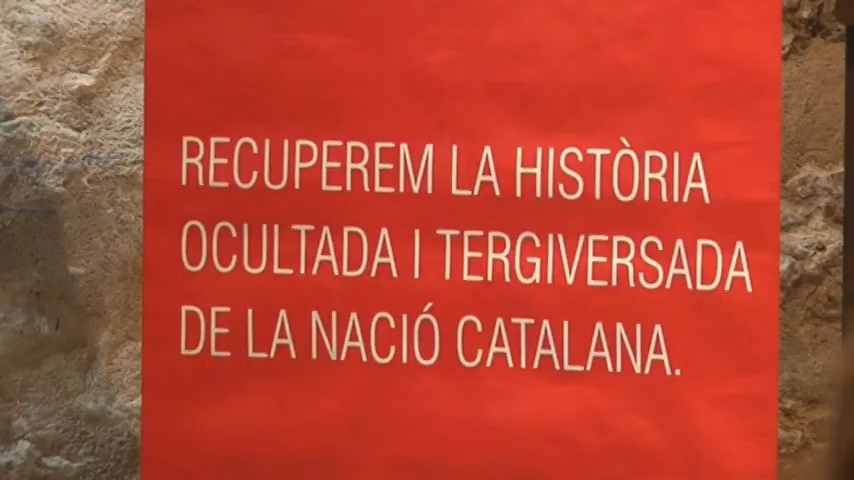 RECUPEREM LA HISTÒRIA
OCULTADA I TERGIVERSADA
DE LA NACIÓ CATALANA.